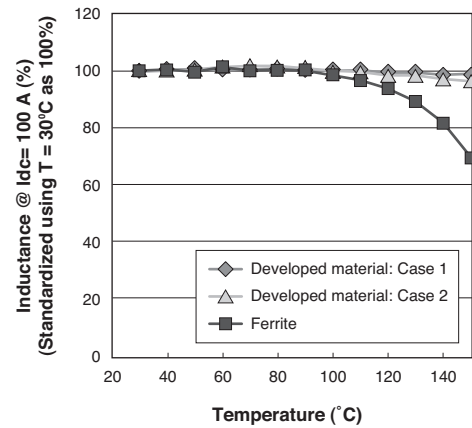 Inductance @ Idc= 100 A (%)
(Standardized using T = 30°C as 100%)
120
100
80
60
40
20
0
Developed material: Case 1
Developed material: Case 2
Ferrite
20 40 60 80 100 120 140
Temperature (˚C)